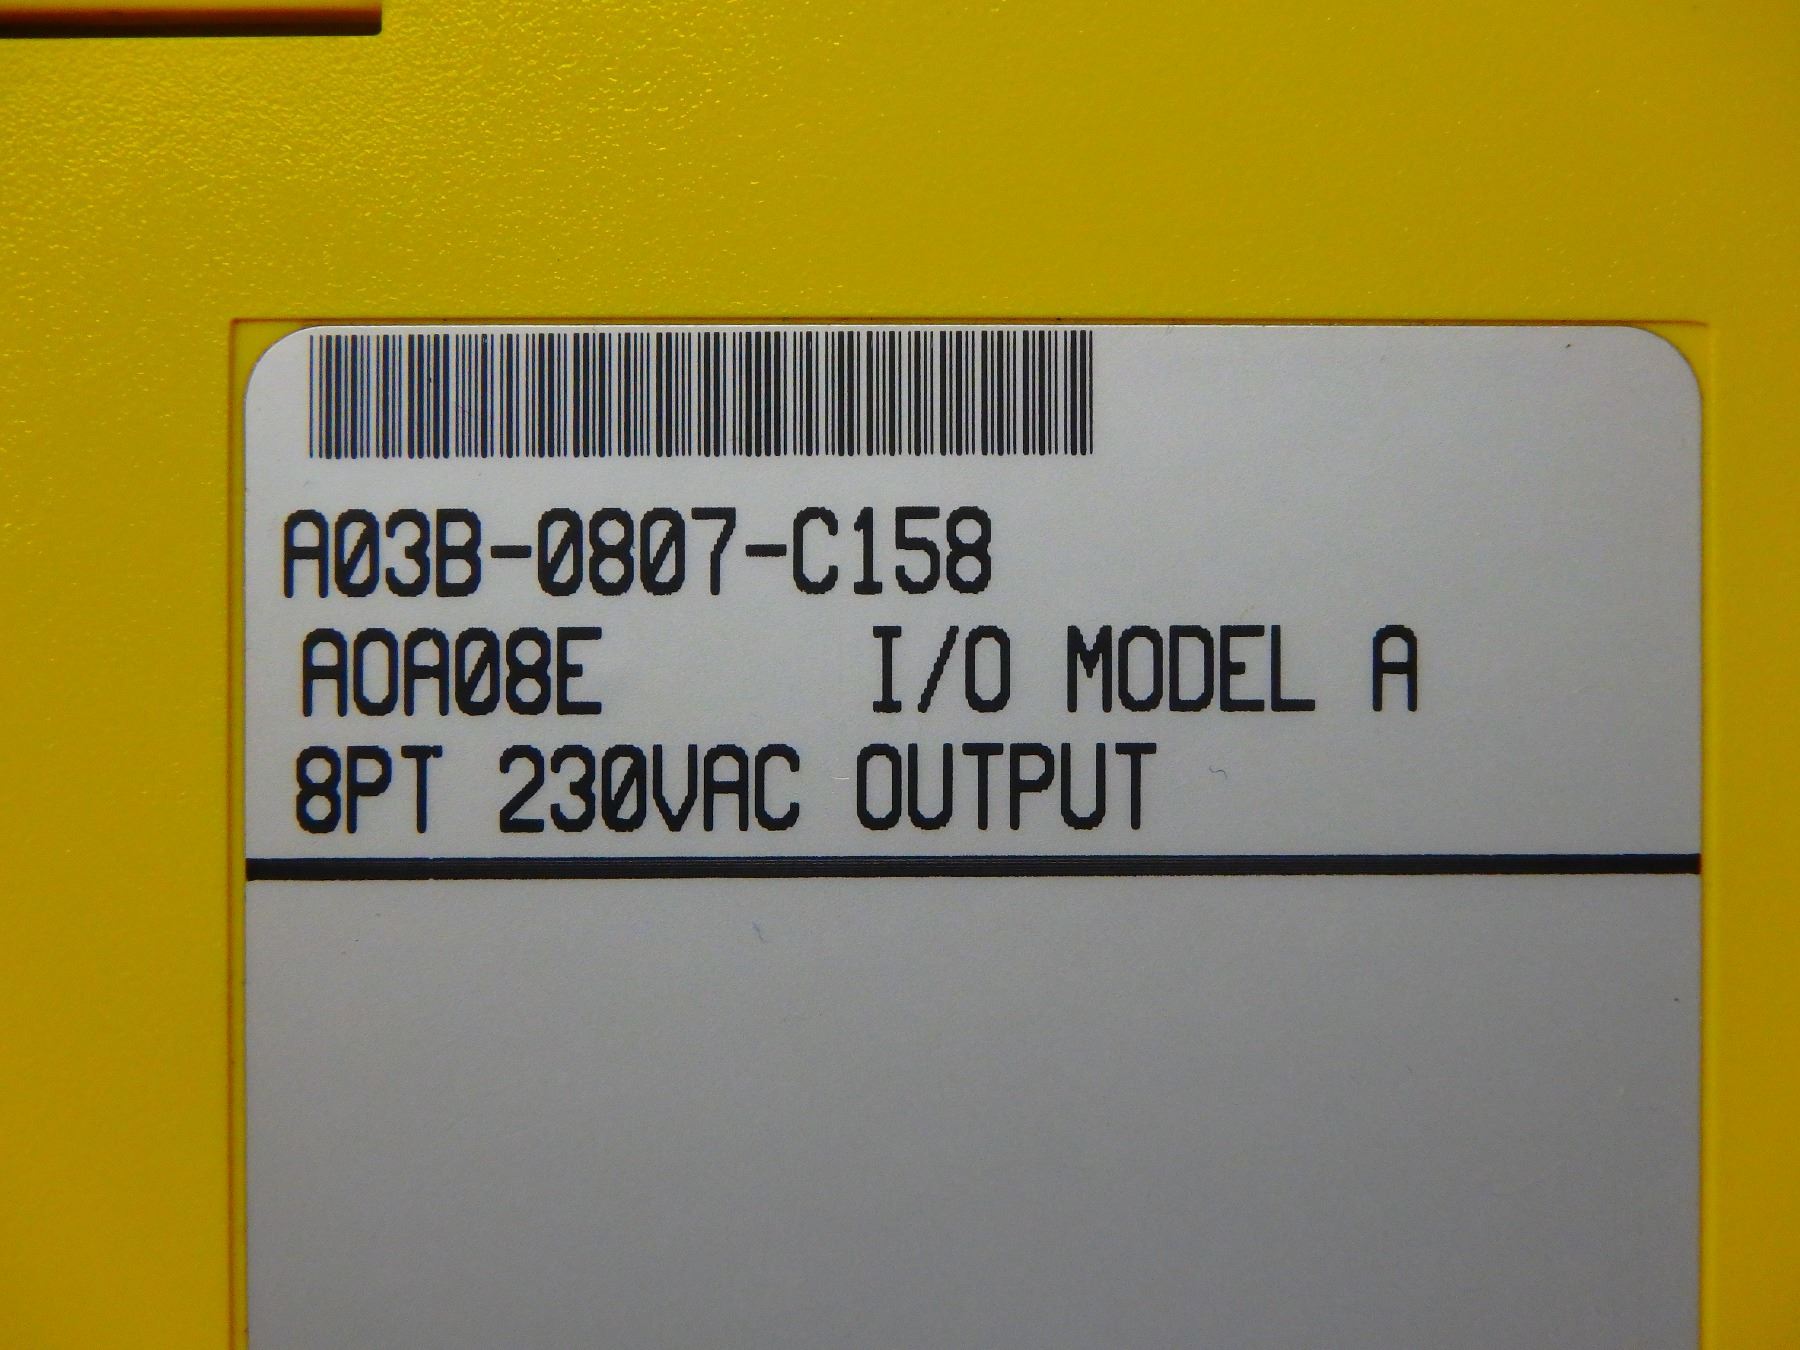 A03B-0807-C158
AOA08E I/O MODEL A
8PT 230VAC OUTPUT